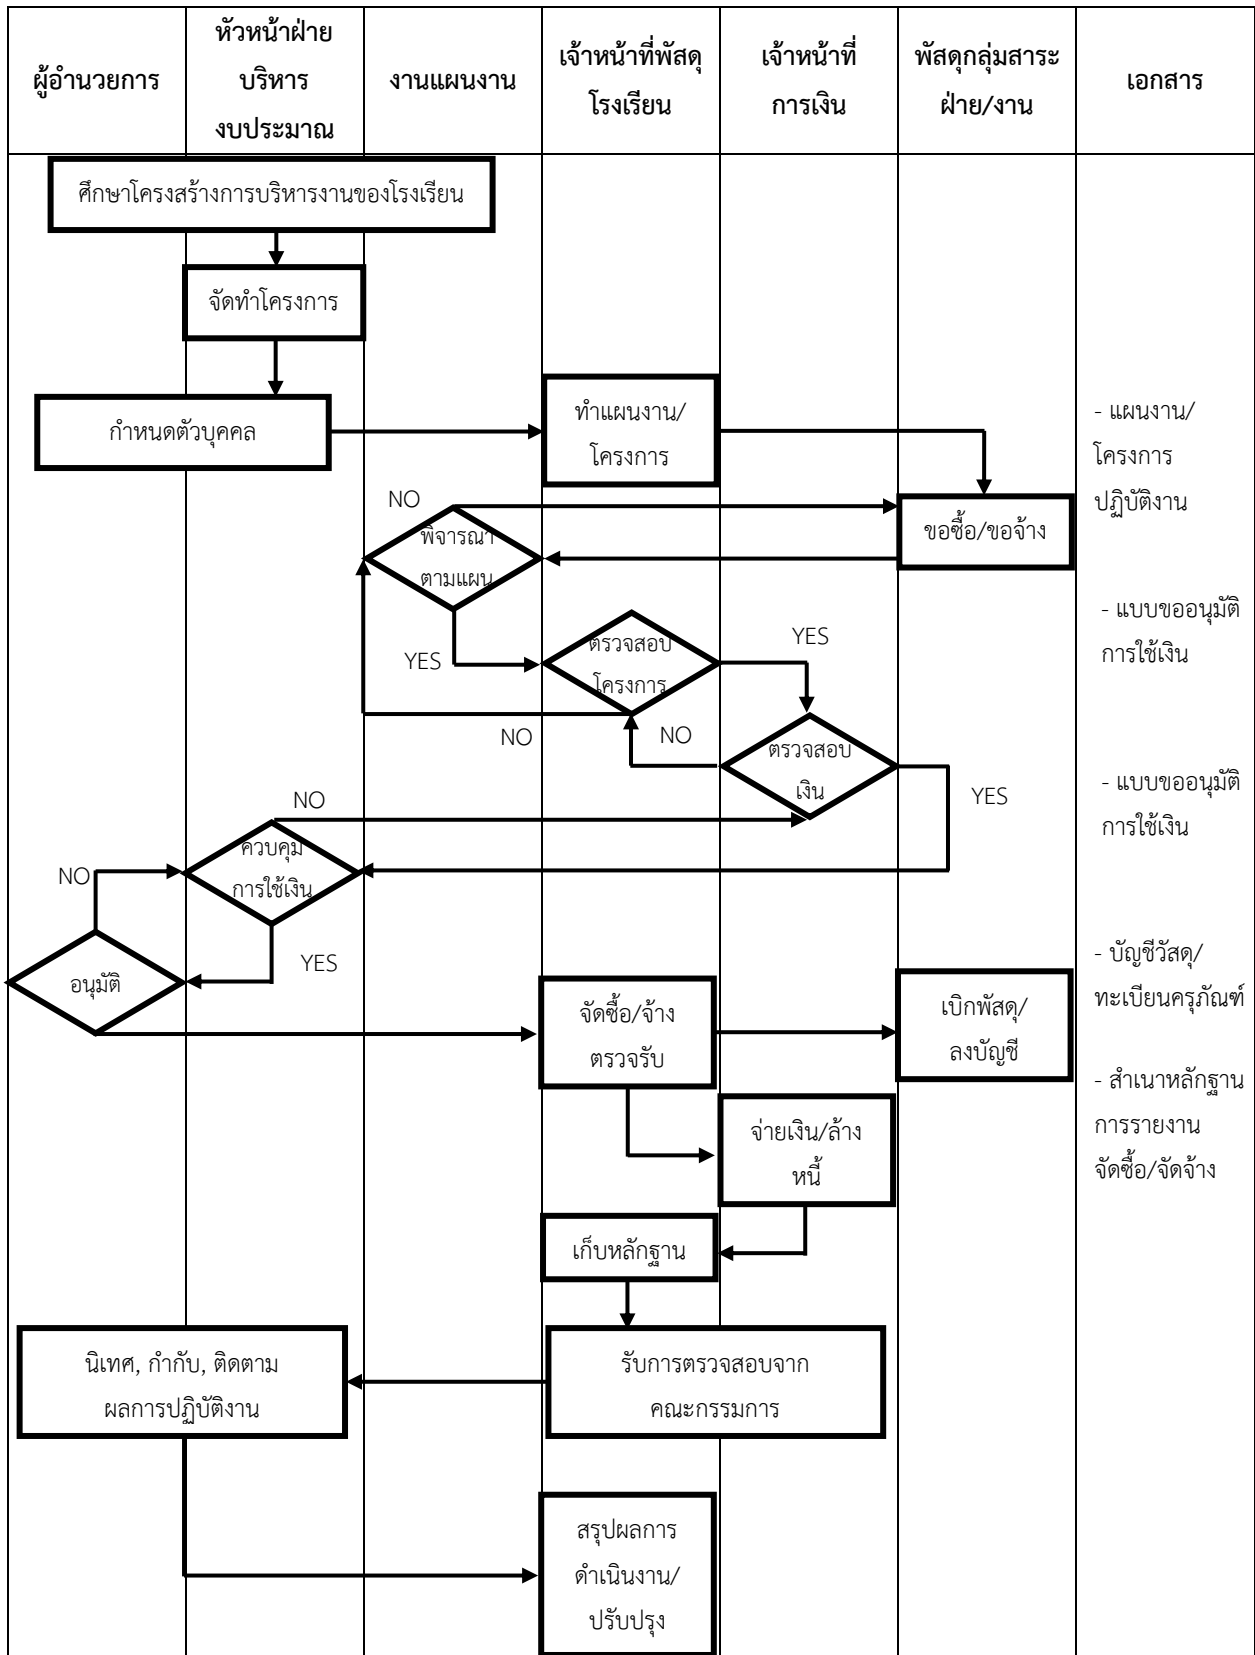 ผู้อำนวยการ
หัวหน้าฝ่าย
บริหาร
งบประมาณ
งานแผนงาน
เจ้าหน้าที่พัสดุ
โรงเรียน
เจ้าหน้าที่
การเงิน
พัสดุกลุ่มสาระ
ฝ่าย/งาน
เอกสาร
ศึกษาโครงสร้างการบริหารงานของโรงเรียน
จัดทำโครงการ
กำหนดตัวบุคคล
ทำแผนงาน/
โครงการ
- แผนงาน/
โครงการ
ปฏิบัติงาน
NO
พิจารณา
ตามแผน
ขอซื้อ/ขอจ้าง
YES
ตรวจสอบ
โครงการ
YES
- แบบขออนุมัติ
การใช้เงิน
NO
NO
ตรวจสอบ
เงิน
YES
- แบบขออนุมัติ
การใช้เงิน
NO
ควบคุม
การใช้เงิน
NO
YES
อนุมัติ
จัดซื้อ/จ้าง
ตรวจรับ
เบิกพัสดุ/
ลงบัญชี
- บัญชีวัสดุ/
ทะเบียนครุภัณฑ์
- สำเนาหลักฐาน
การรายงาน
จัดซื้อ/จัดจ้าง
จ่ายเงิน/ล้าง
หนี้
เก็บหลักฐาน
นิเทศ, กำกับ, ติดตาม
ผลการปฏิบัติงาน
รับการตรวจสอบจาก
คณะกรรมการ
สรุปผลการ
ดำเนินงาน/
ปรับปรุง